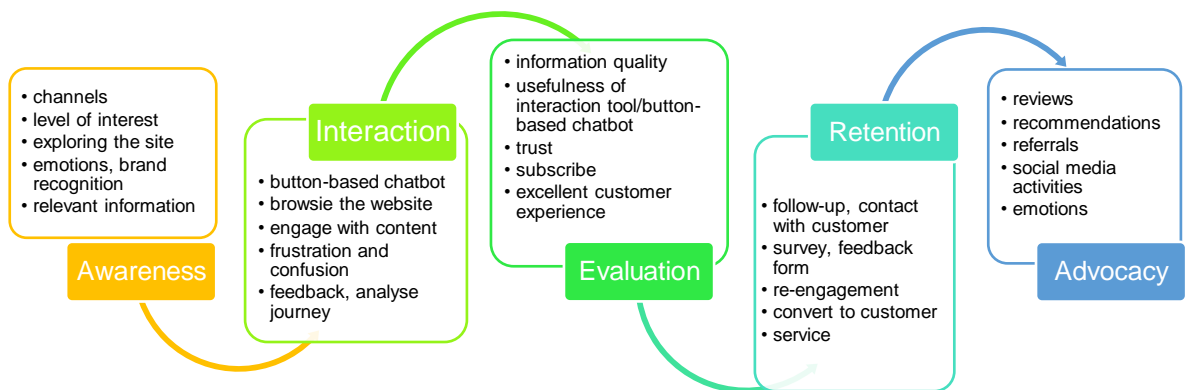 • channels
• level of interest
• exploring the site
• emotions, brand
recognition
• relevant information
Awareness
Interaction
• button-based chatbot
• browsie the website
• engage with content
• frustration and
confusion
• feedback, analyse
journey
• information quality
• usefulness of
interaction tool/button-
based chatbot
• trust
• subscribe
• excellent customer
experience
Evaluation
Retention
• follow-up, contact
with customer
• survey, feedback
form
• re-engagement
• convert to customer
• service
• reviews
• recommendations
• referrals
• social media
activities
• emotions
Advocacy